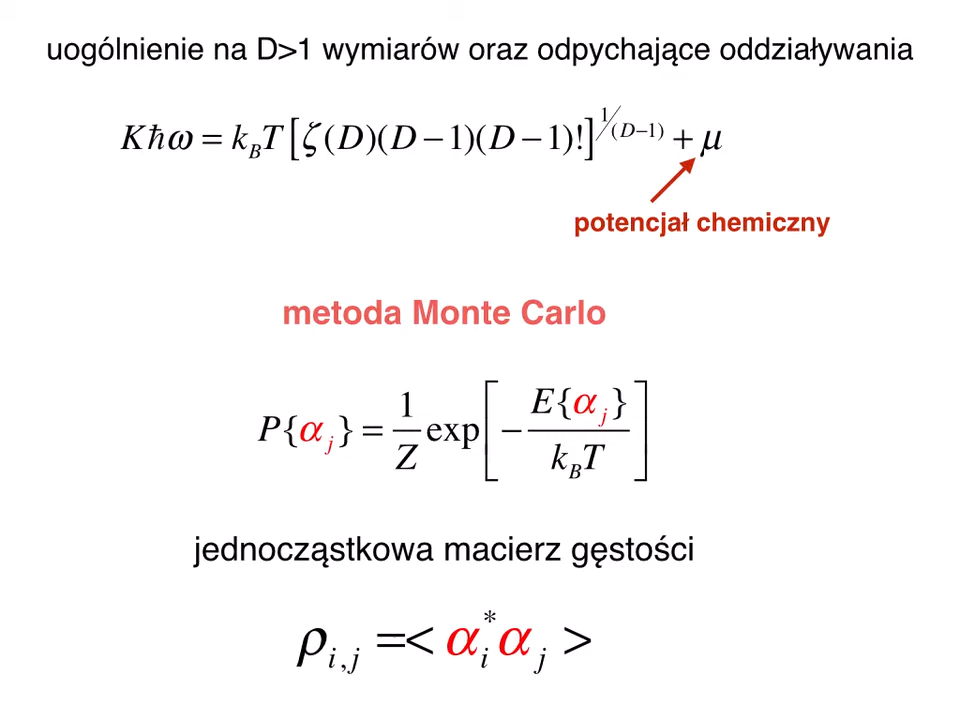 uogólnienie na D>1 wymiarów oraz odpychające oddziaływania
Kħω = k_BT[ζ(D)(D−1)(D−1)!]^{1/(D−1)} + μ
potencjał chemiczny
metoda Monte Carlo
P{α_j} = 1/Z exp[−E{α_j}/k_BT]
jednocząstkowa macierz gęstości
ρ_{i,j} =<α_i^*α_j>